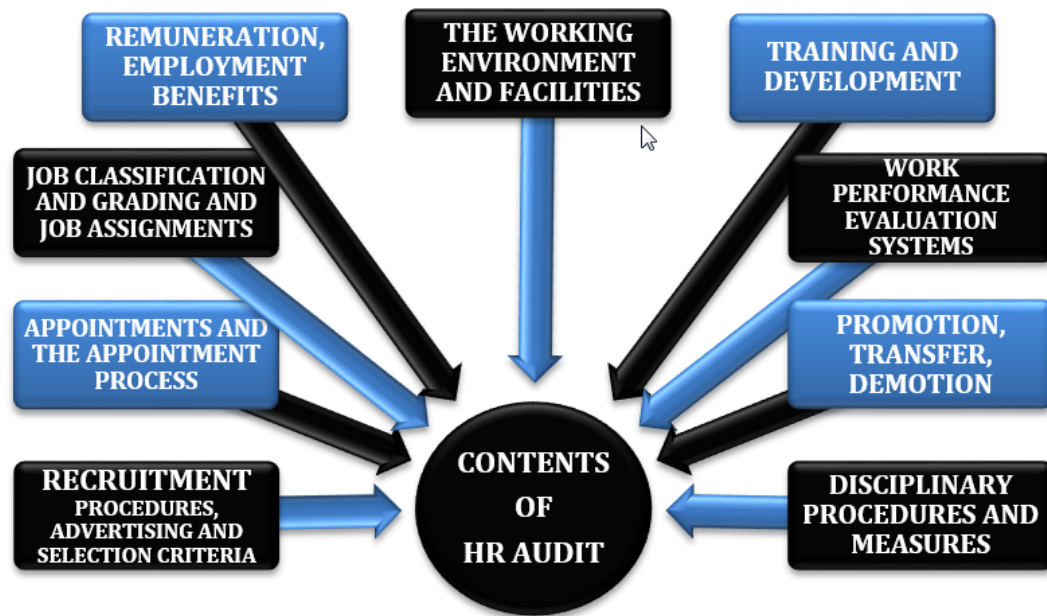 REMUNERATION,
EMPLOYMENT
BENEFITS
THE WORKING
ENVIRONMENT
AND FACILITIES
TRAINING AND
DEVELOPMENT
JOB CLASSIFICATION
AND GRADING AND
JOB ASSIGNMENTS
WORK
PERFORMANCE
EVALUATION
SYSTEMS
APPOINTMENTS AND
THE APPOINTMENT
PROCESS
PROMOTION,
TRANSFER,
DEMOTION
RECRUITMENT
PROCEDURES,
ADVERTISING AND
SELECTION CRITERIA
CONTENTS
OF
HR AUDIT
DISCIPLINARY
PROCEDURES AND
MEASURES